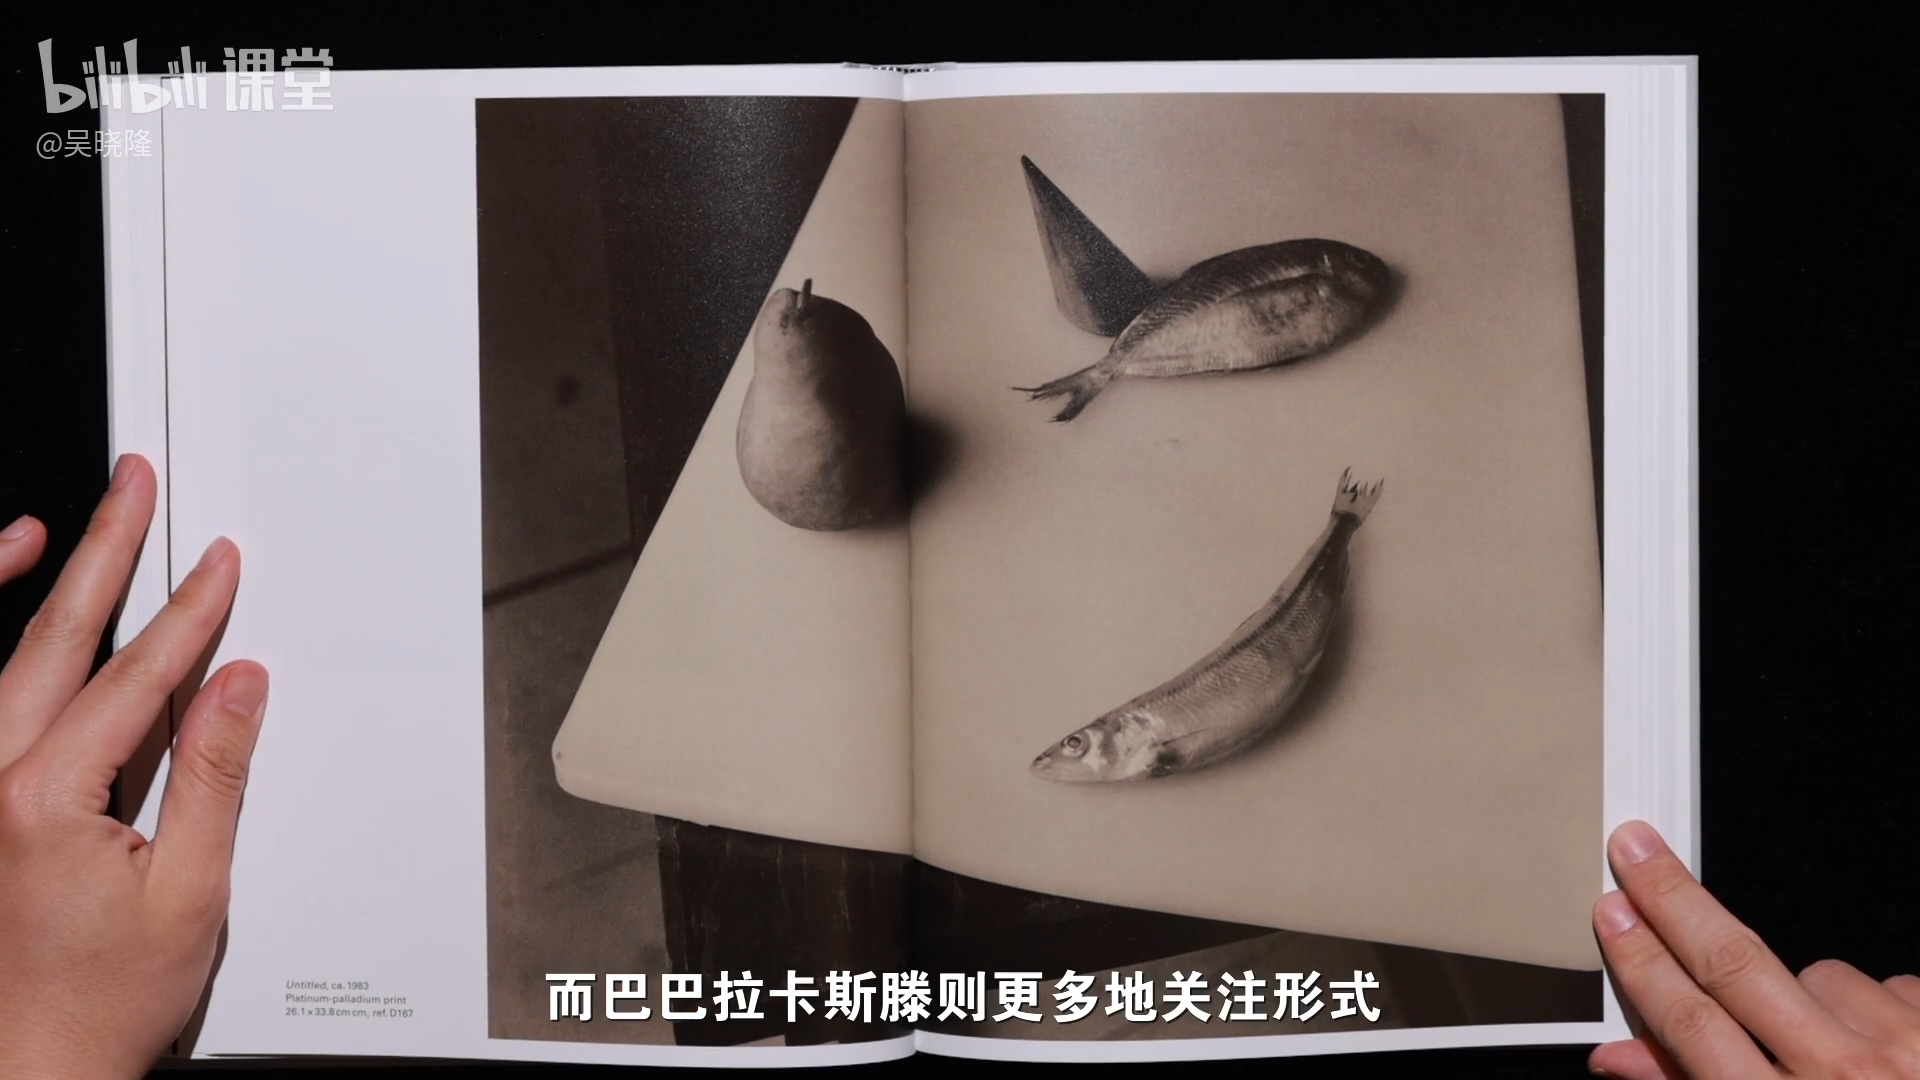 bilibili 课堂
@吴晓隆
Untitled, ca. 1983
Platinum-palladium print
26.1 × 33.8 cm cm, ref. D167
而巴巴拉卡斯滕则更多地关注形式